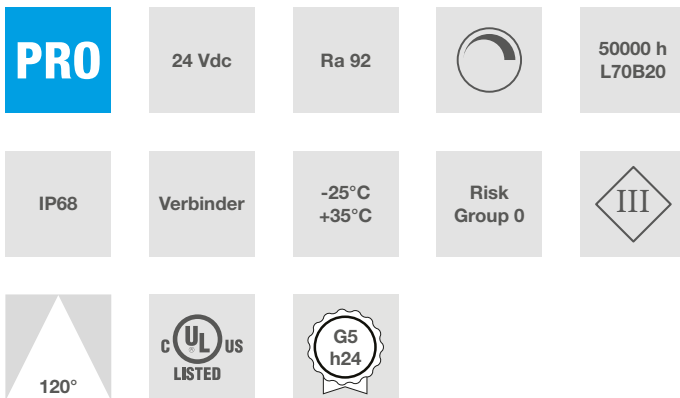 PRO
24 Vdc
Ra 92
50000 h
L70B20
IP68
Verbinder
-25°C
+35°C
Risk
Group 0
III
120°
C UL US
®
LISTED
G5
h24